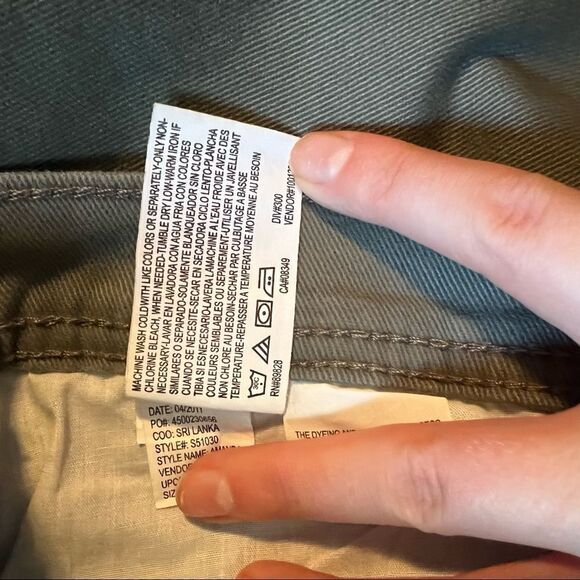 MACHINE WASH COLD WITH LIKE COLORS OR SEPARATELY-ONLY NON-
CHLORINE BLEACH, WHEN NEEDED-TUMBLE DRY LOW-WARM IRON IF
NECESSARY-LAVAR EN LAVADORA CON AGUA FRIA CON COLORES
SIMILARES O SEPARADO-SOLAMENTE BLANQUEADOR SIN CLORO
CUANDO SE NECESITE-SECAR EN SECADORA CICLO LENTO-PLANCHA
TIBIA SI ES NECESARIO-LAVER A LA MACHINE A L'EAU FROIDE AVEC DES
COULEURS SEMBLABLES OU SEPAREMENT-UTILISER UN JAVELLISANT
NON CHLORE AU BESOIN-SECHAR PAR CULBUTAGE A BASSE
TEMPERATURE-REPASSER A TEMPERATURE MOYENNE AU BESOIN
RN#89828
CA#08349
DIV#300
VENDOR#
DATE: 04/2011
PO#: 4500230656
COO: SRI LANKA
STYLE#: S51030
STYLE NAME:
VENDO
UPC
SIZ
THE DYEING AND